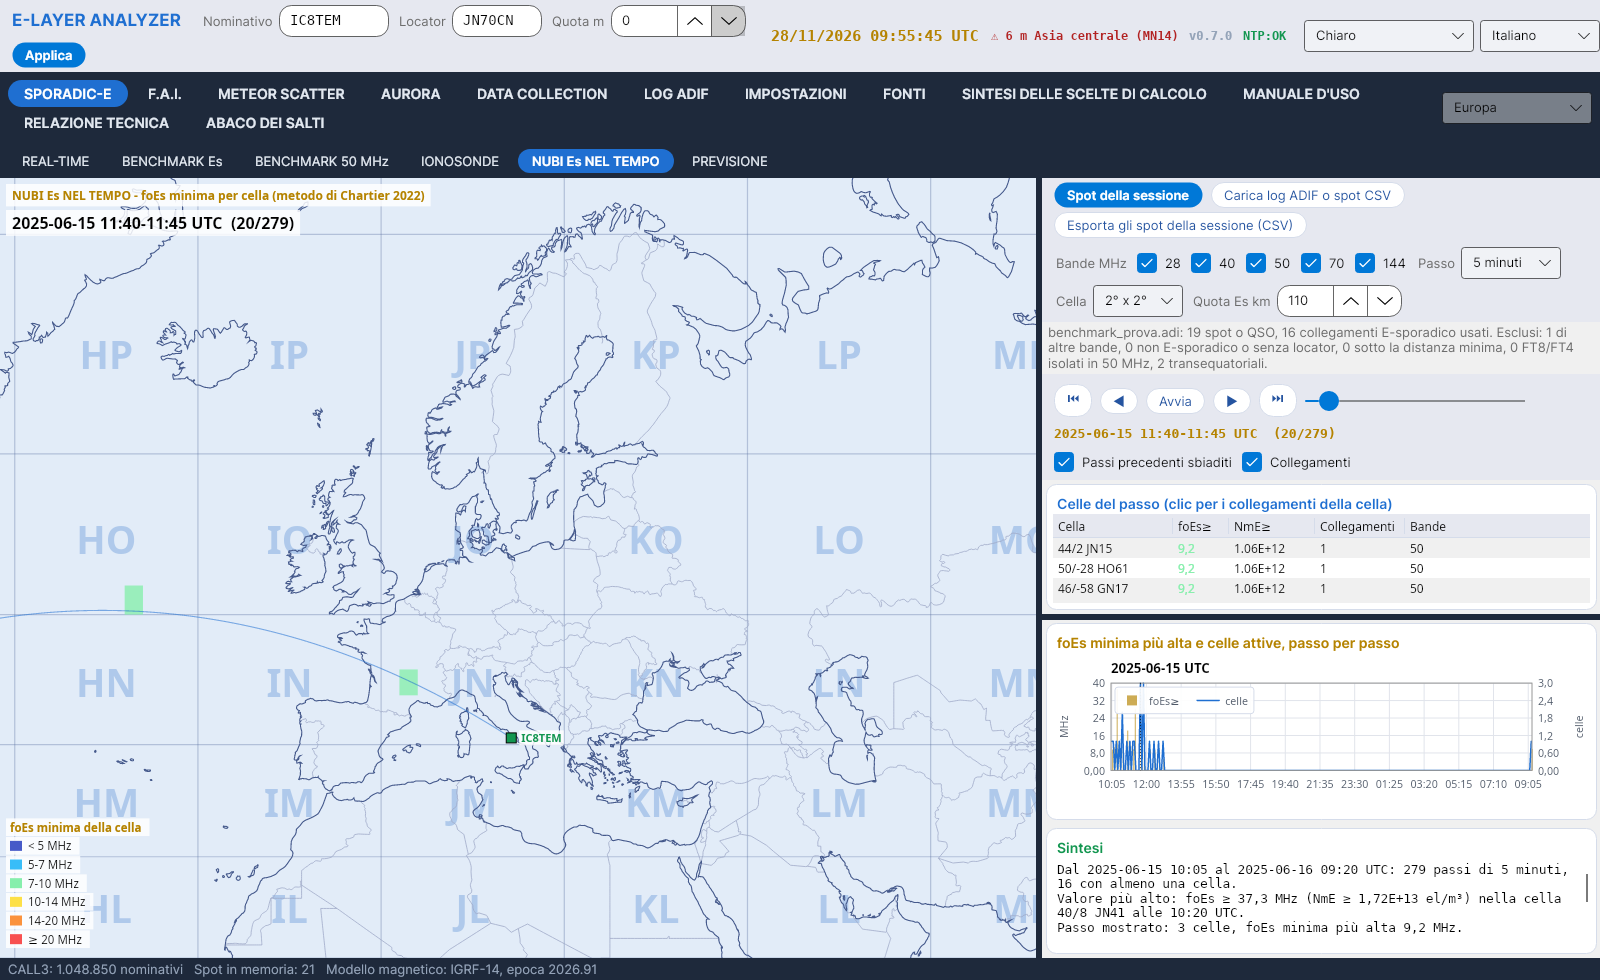 E-LAYER ANALYZER Nominativo IC8TEM Locator JN70CN Quota m 0
28/11/2026 09:55:45 UTC ⚠ 6 m Asia centrale (MN14) v0.7.0 NTP:OK Chiaro Italiano
Applica
SPORADIC-E F.A.I. METEOR SCATTER AURORA DATA COLLECTION LOG ADIF IMPOSTAZIONI FONTI SINTESI DELLE SCELTE DI CALCOLO MANUALE D'USO
RELAZIONE TECNICA ABACO DEI SALTI
Europa
REAL-TIME BENCHMARK Es BENCHMARK 50 MHz IONOSONDE NUBI Es NEL TEMPO PREVISIONE
NUBI Es NEL TEMPO - foEs minima per cella (metodo di Chartier 2022)
2025-06-15 11:40-11:45 UTC (20/279)
HP IP JP KP LP M
HO IO JO KO LO MO
HN IN JN KN LN MN
IC8TEM
HM IM JM KM LM MM
HL IL JL KL LL
foEs minima della cella
< 5 MHz
5-7 MHz
7-10 MHz
10-14 MHz
14-20 MHz
≥ 20 MHz
Spot della sessione Carica log ADIF o spot CSV
Esporta gli spot della sessione (CSV)
Bande MHz 28 40 50 70 144 Passo 5 minuti
Cella 2° x 2° Quota Es km 110
benchmark_prova.adi: 19 spot o QSO, 16 collegamenti E-sporadico usati. Esclusi: 1 di
altre bande, 0 non E-sporadico o senza locator, 0 sotto la distanza minima, 0 FT8/FT4
isolati in 50 MHz, 2 transequatoriali.
⏮ ◀ Avvia ▶ ⏭
2025-06-15 11:40-11:45 UTC (20/279)
Passi precedenti sbiaditi Collegamenti
Celle del passo (clic per i collegamenti della cella)
Cella foEs≥ NmE≥ Collegamenti Bande
44/2 JN15 9,2 1.06E+12 1 50
50/-28 HO61 9,2 1.06E+12 1 50
46/-58 GN17 9,2 1.06E+12 1 50
foEs minima più alta e celle attive, passo per passo
2025-06-15 UTC
foEs≥ celle
MHz
40
32
24
16
8,0
0,00
3,0
2,4
1,8
1,2
0,60
0,00
celle
10:05 12:00 13:55 15:50 17:45 19:40 21:35 23:30 01:25 03:20 05:15 07:10 09:05
Sintesi
Dal 2025-06-15 10:05 al 2025-06-16 09:20 UTC: 279 passi di 5 minuti,
16 con almeno una cella.
Valore più alto: foEs ≥ 37,3 MHz (NmE ≥ 1,72E+13 el/m³) nella cella
40/8 JN41 alle 10:20 UTC.
Passo mostrato: 3 celle, foEs minima più alta 9,2 MHz.
CALL3: 1.048.850 nominativi Spot in memoria: 21 Modello magnetico: IGRF-14, epoca 2026.91